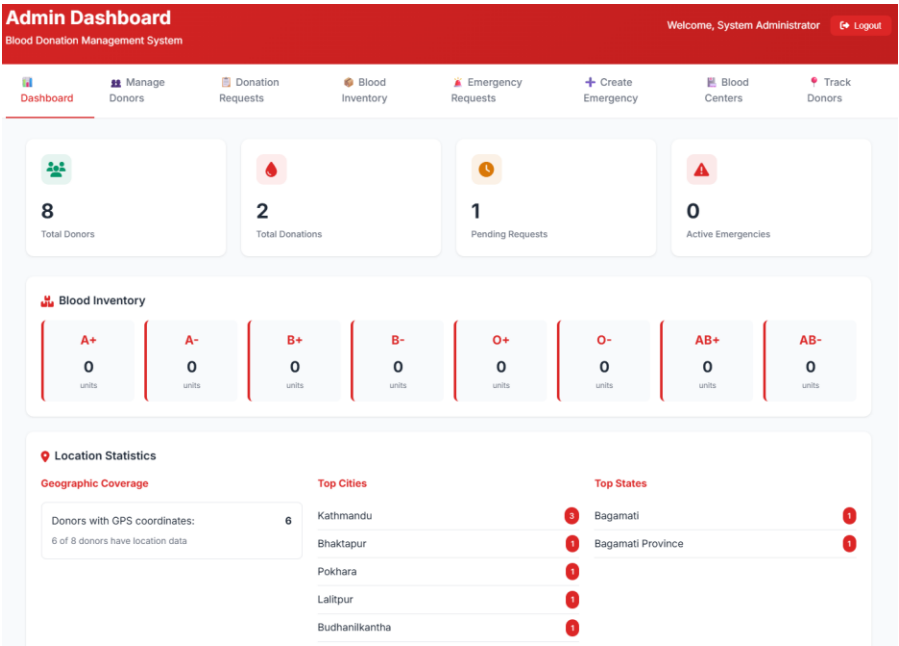 Admin Dashboard
Blood Donation Management System
Welcome, System Administrator
Logout
Dashboard
Manage Donors
Donation Requests
Blood Inventory
Emergency Requests
Create Emergency
Blood Centers
Track Donors
8
Total Donors
2
Total Donations
1
Pending Requests
0
Active Emergencies
Blood Inventory
A+
0
units
A-
0
units
B+
0
units
B-
0
units
O+
0
units
O-
0
units
AB+
0
units
AB-
0
units
Location Statistics
Geographic Coverage
Donors with GPS coordinates: 6
6 of 8 donors have location data
Top Cities
Kathmandu 3
Bhaktapur 1
Pokhara 1
Lalitpur 1
Budhanilkantha 1
Top States
Bagamati 1
Bagamati Province 1